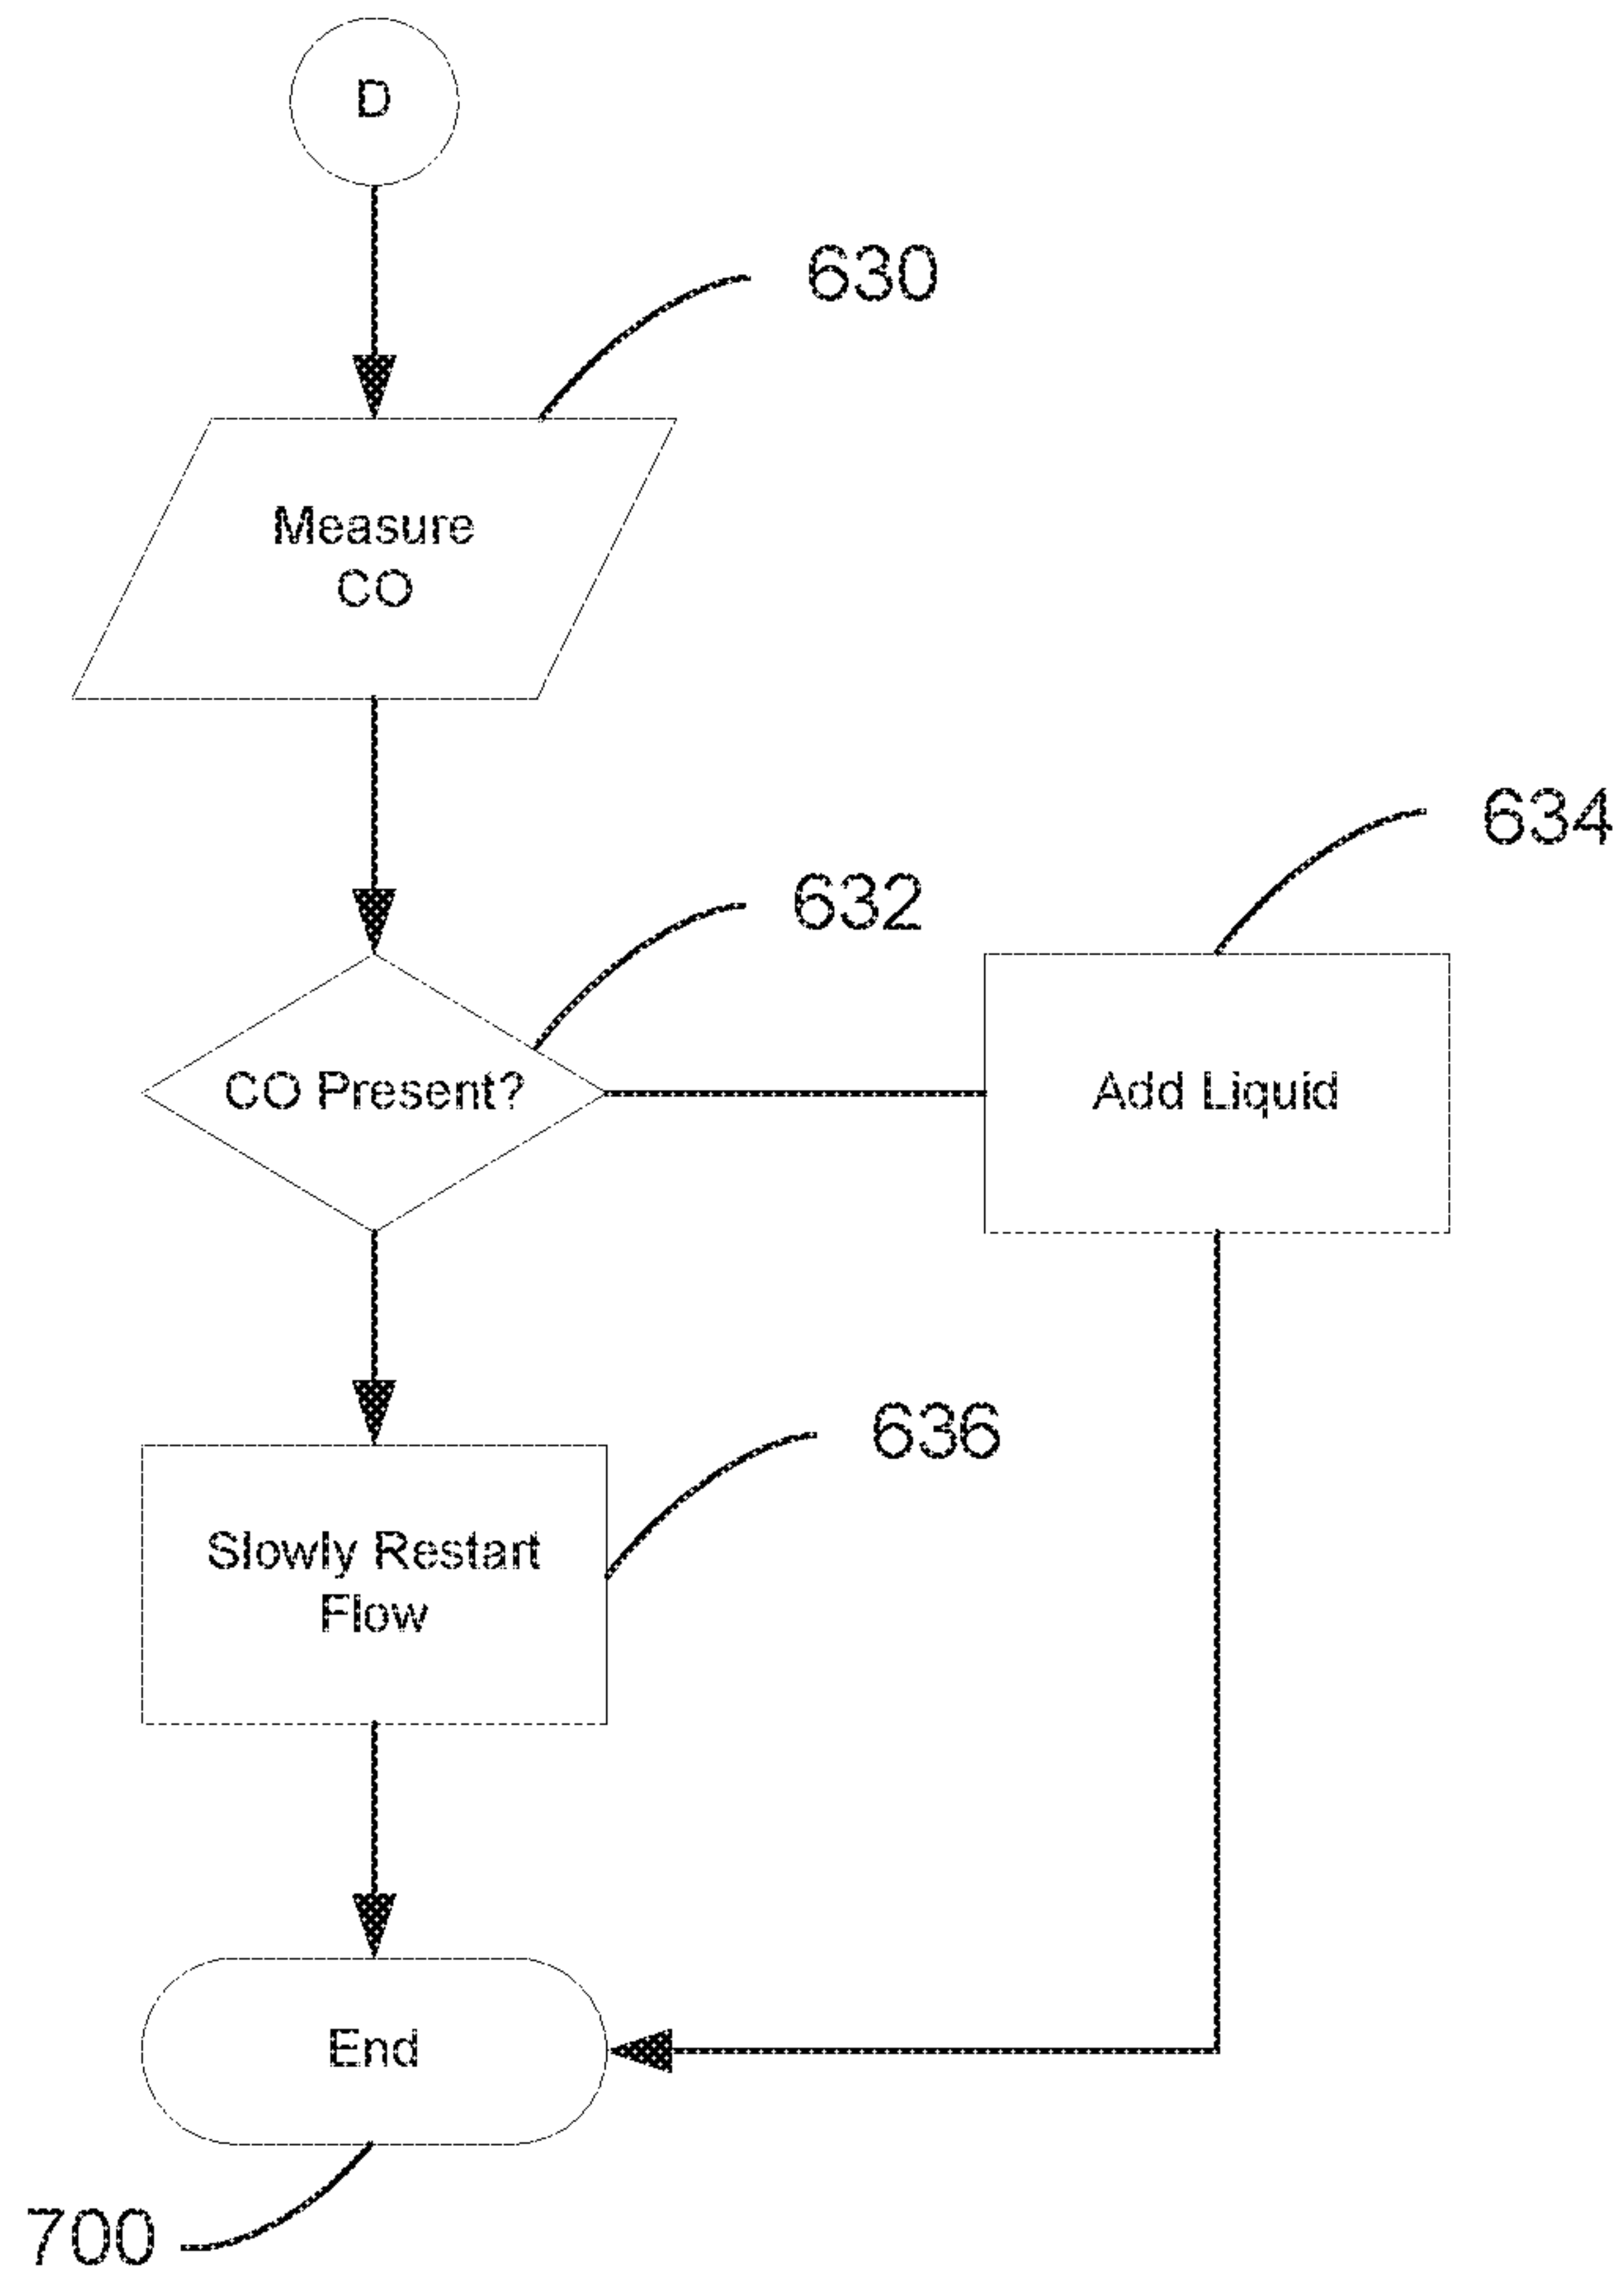 D
630
Measure
CO
634
632
CO Present?
Add Liquid
636
Slowly Restart
Flow
End
700